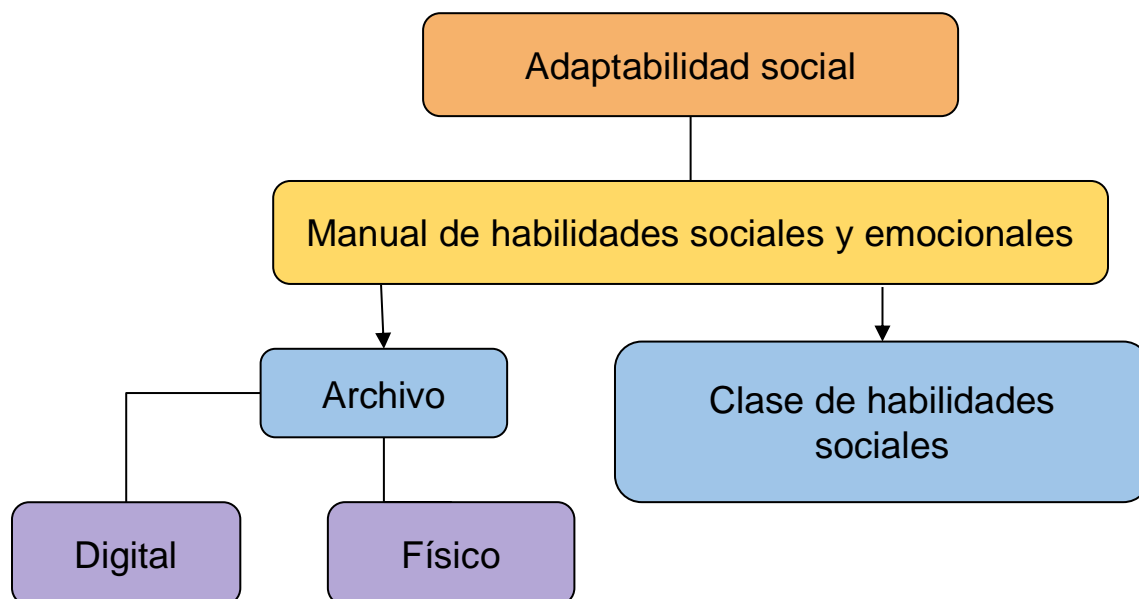 Adaptabilidad social
Manual de habilidades sociales y emocionales
Archivo
Clase de habilidades
sociales
Digital
Físico